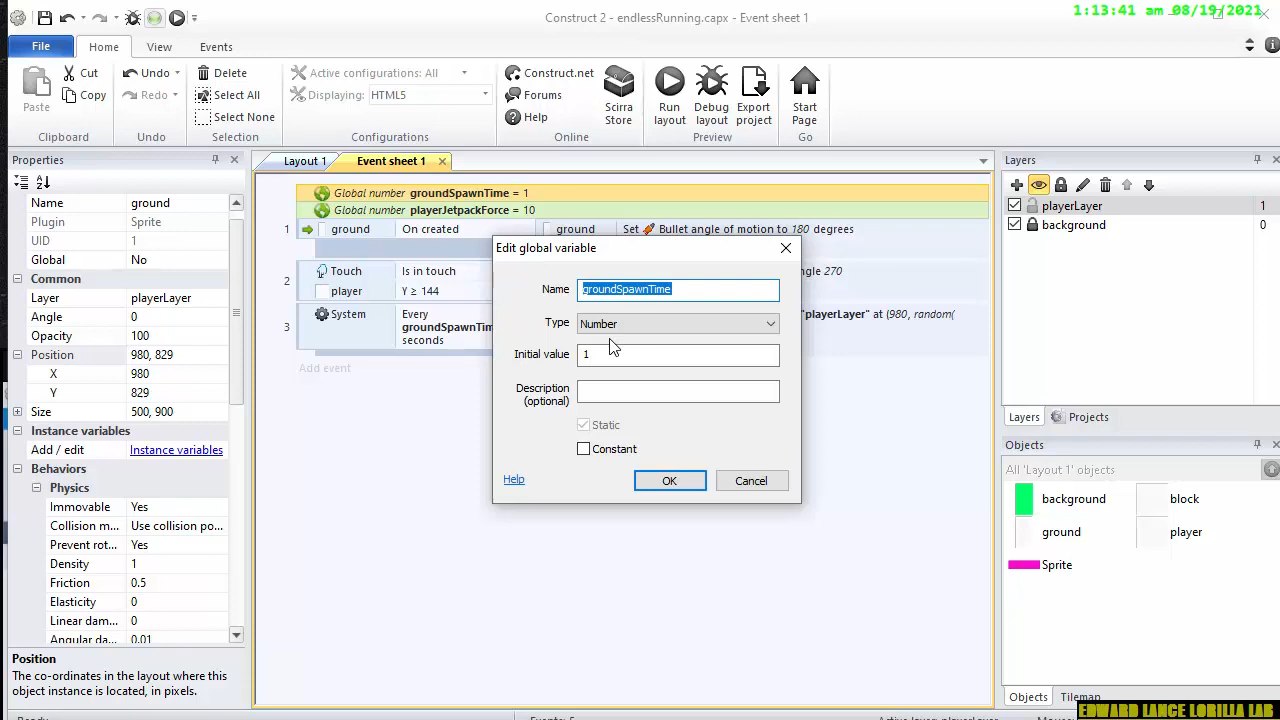 Construct 2 - endlessRunning.capx - Event sheet 1
1:13:41 am 08/19/2021
File
Home
View
Events
Paste
Cut
Copy
Clipboard
Undo
Redo
Undo
Delete
Select All
Select None
Selection
Active configurations: All
Displaying:
HTML5
Configurations
Construct.net
Forums
Help
Scirra
Store
Online
Run
layout
Debug
layout
Export
project
Preview
Start
Page
Go
Properties
Name ground
Plugin Sprite
UID 1
Global No
Common
Layer playerLayer
Angle 0
Opacity 100
Position 980, 829
X 980
Y 829
Size 500, 900
Instance variables
Add / edit Instance variables
Behaviors
Physics
Immovable Yes
Collision m... Use collision po...
Prevent rot... Yes
Density 1
Friction 0.5
Elasticity 0
Linear dam... 0
Angular da... 0.01
Position
The co-ordinates in the layout where this
object instance is located, in pixels.
Ready
Layout 1
Event sheet 1
Global number groundSpawnTime = 1
Global number playerJetpackForce = 10
1 ground On created ground Set Bullet angle of motion to 180 degrees
2 Touch Is in touch
player Y ≥ 144
ngle 270
3 System Every
groundSpawnTim
seconds
"playerLayer" at (980, random(
Add event
Edit global variable
Name groundSpawnTime
Type Number
Initial value 1
Description
(optional)
Static
Constant
Help
OK
Cancel
Events: 5
Active layer: playerLayer
Mouse
Layers
playerLayer 1
background 0
Layers
Projects
Objects
All 'Layout 1' objects
background
block
ground
player
Sprite
Objects
Tilemap
EDWARD LANCE LORILLA LAB